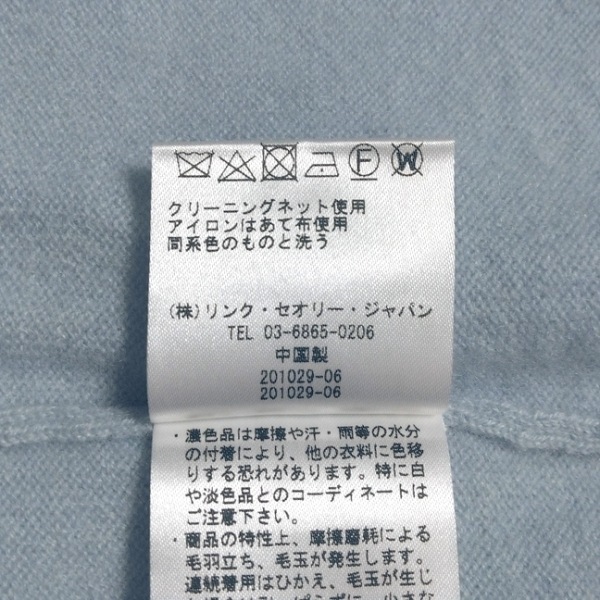 F W
クリーニングネット使用
アイロンはあて布使用
同系色のものと洗う
(株)リンク・セオリー・ジャパン
TEL 03-6865-0206
中国製
201029-06
201029-06
・濃色品は摩擦や汗・雨等の水分
の付着により、他の衣料に色移
りする恐れがあります。特に白
や淡色品とのコーディネートは
ご注意下さい。
・商品の特性上、摩擦磨耗による
毛羽立ち、毛玉が発生します。
連続着用はひかえ、毛玉が生じ